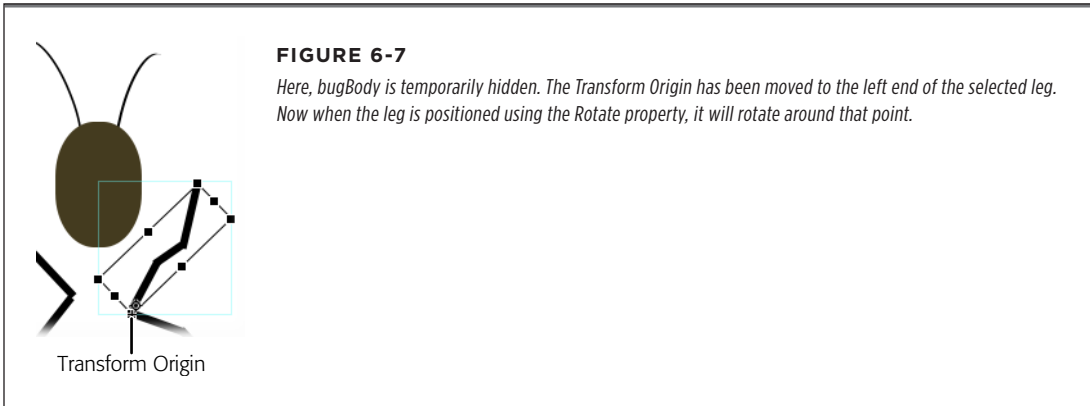 FIGURE 6-7
Here, bugBody is temporarily hidden. The Transform Origin has been moved to the left end of the selected leg.
Now when the leg is positioned using the Rotate property, it will rotate around that point.
Transform Origin